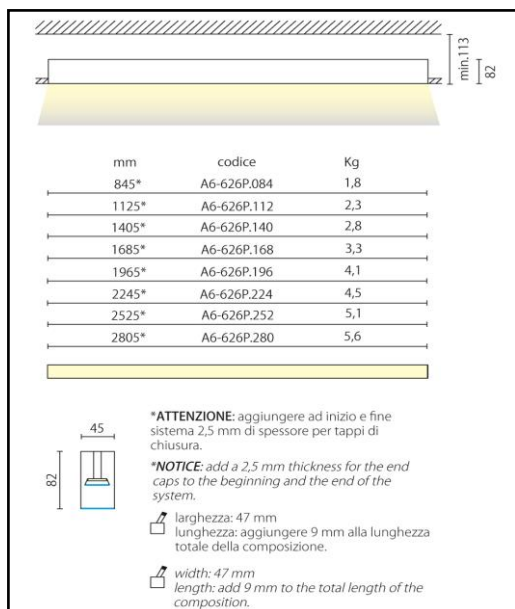 min.113
82
mm codice Kg
845* A6-626P.084 1,8
1125* A6-626P.112 2,3
1405* A6-626P.140 2,8
1685* A6-626P.168 3,3
1965* A6-626P.196 4,1
2245* A6-626P.224 4,5
2525* A6-626P.252 5,1
2805* A6-626P.280 5,6
45
82
*ATTENZIONE: aggiungere ad inizio e fine
sistema 2,5 mm di spessore per tappi di
chiusura.
*NOTICE: add a 2,5 mm thickness for the end
caps to the beginning and the end of the
system.
larghezza: 47 mm
lunghezza: aggiungere 9 mm alla lunghezza
totale della composizione.
width: 47 mm
length: add 9 mm to the total length of the
composition.